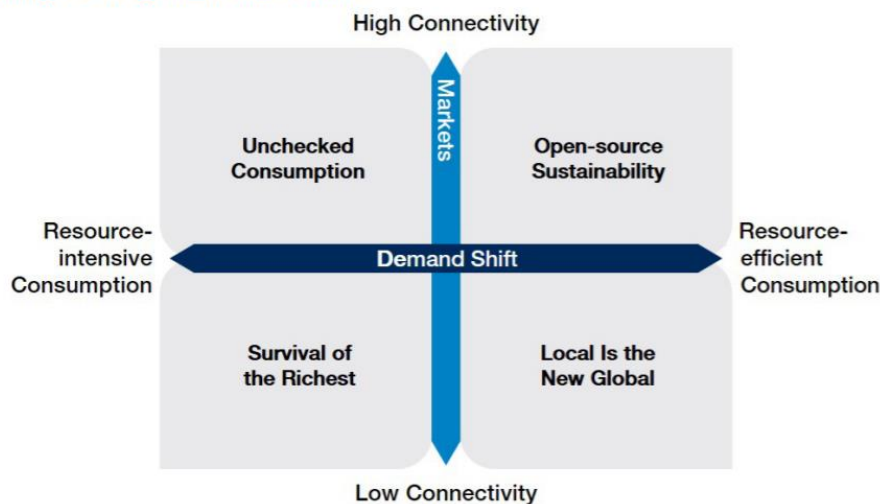 High Connectivity
Markets
Unchecked
Consumption
Open-source
Sustainability
Resource-
intensive
Consumption
Demand Shift
Resource-
efficient
Consumption
Survival of
the Richest
Local Is the
New Global
Low Connectivity